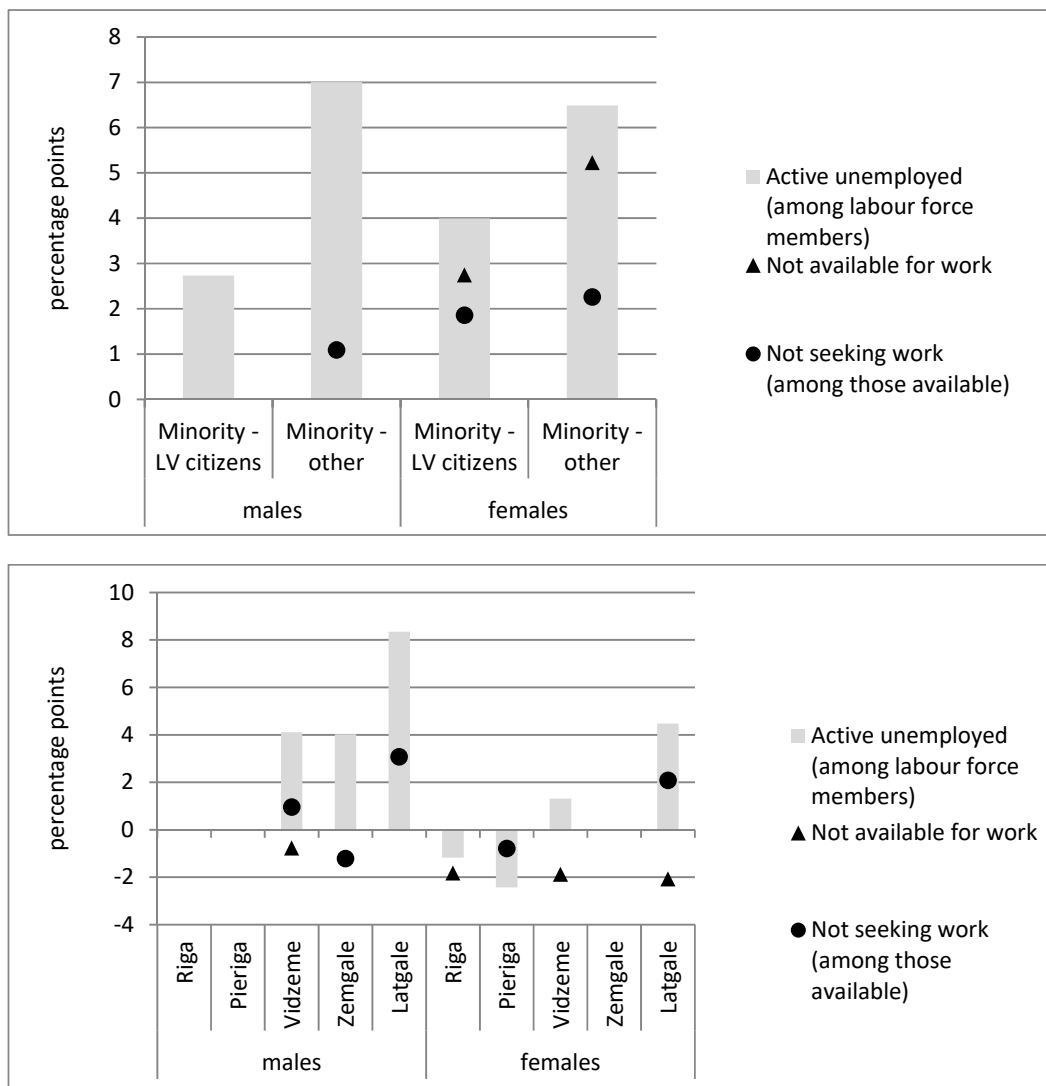 8
7
6
5
4
3
2
1
0
percentage points
Minority -
LV citizens
Minority -
other
Minority -
LV citizens
Minority -
other
males
females
Active unemployed
(among labour force
members)
Not available for work
Not seeking work
(among those available)
10
8
6
4
2
0
-2
-4
percentage points
Riga
Pieriga
Vidzeme
Zemgale
Latgale
Riga
Pieriga
Vidzeme
Zemgale
Latgale
males
females
Active unemployed
(among labour force
members)
Not available for work
Not seeking work
(among those
available)